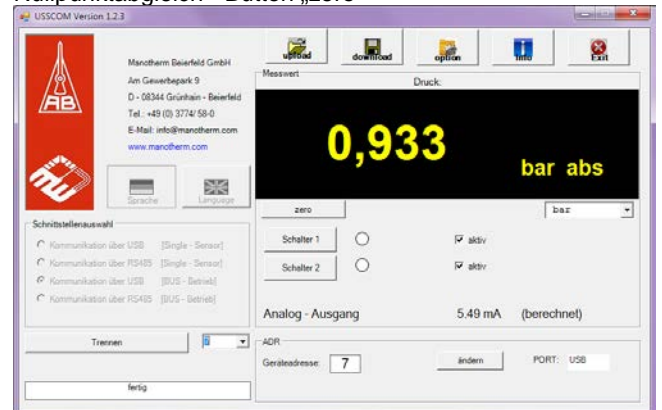 Nullpunktabgleich - Button „zero"
USSCOM Version 1.2.3
AB
Manotherm Beierfeld GmbH
Am Gewerbepark 9
D - 08344 Grünhain - Beierfeld
Tel.: +49 (0) 3774/ 58-0
E-Mail: info@manotherm.com
www.manotherm.com
Sprache
Language
Schnittstellenauswahl
Kommunikation über USB [Single - Sensor]
Kommunikation über RS485 [Single - Sensor]
Kommunikation über USB [BUS - Betrieb]
Kommunikation über RS485 [BUS - Betrieb]
Trennen
7
fertig
upload
download
option
Info
Exit
Messwert
Druck:
0,933
bar abs
zero
bar
Schalter 1
aktiv
Schalter 2
aktiv
Analog - Ausgang 5.49 mA (berechnet)
ADR
Geräteadresse: 7
ändern
PORT: USB